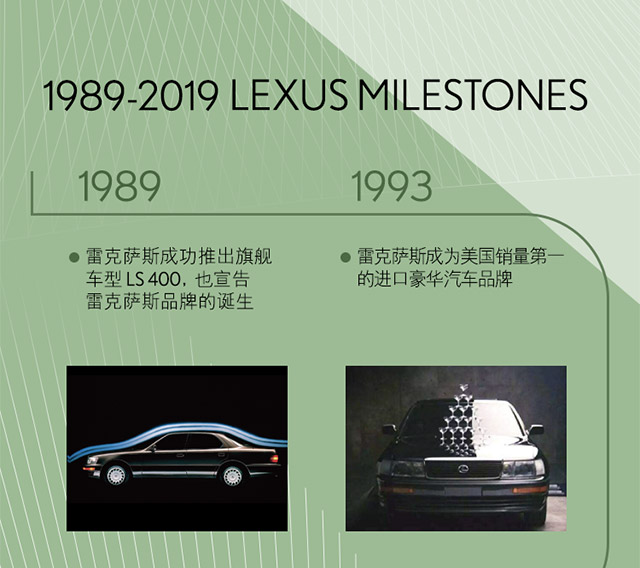 1989-2019 LEXUS MILESTONES
1989
1993
雷克萨斯成功推出旗舰
车型 LS 400，也宣告
雷克萨斯品牌的诞生
雷克萨斯成为美国销量第一
的进口豪华汽车品牌